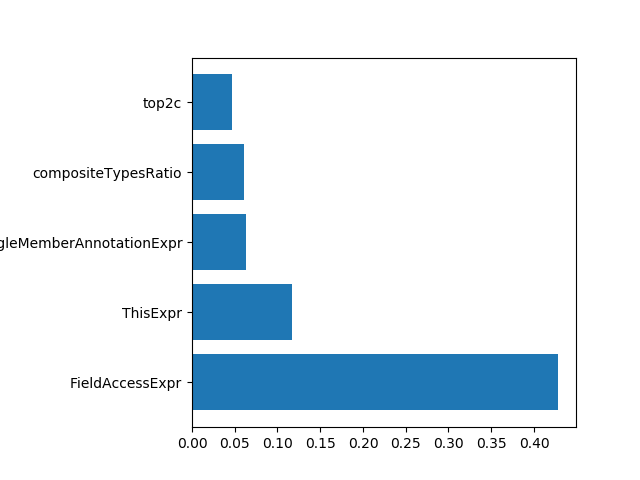 top2c
compositeTypesRatio
gleMemberAnnotationExpr
ThisExpr
FieldAccessExpr
0.00 0.05 0.10 0.15 0.20 0.25 0.30 0.35 0.40